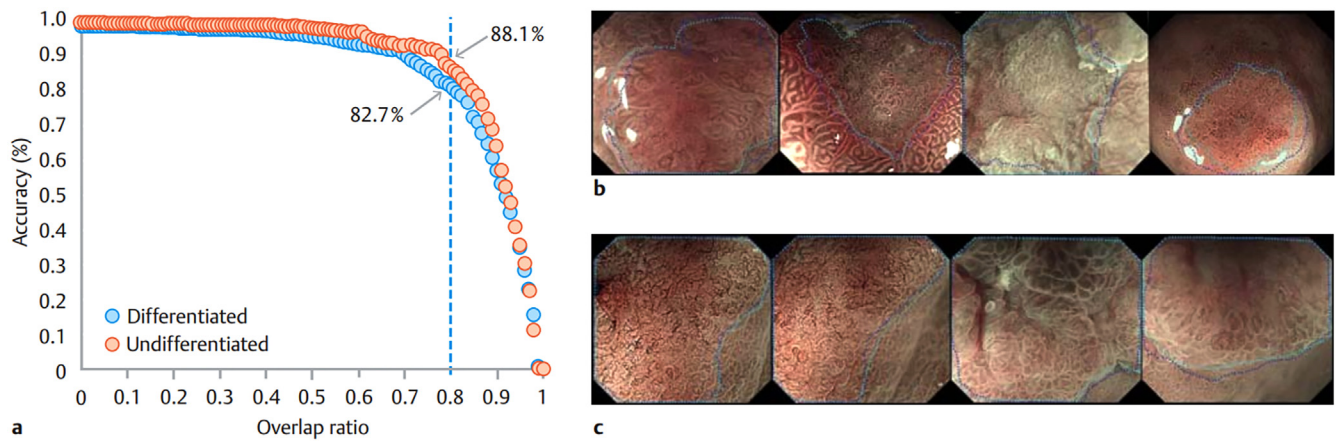 1.0
0.9
0.8
0.7
0.6
0.5
0.4
0.3
0.2
0.1
0
Accuracy (%)
88.1%
82.7%
Differentiated
Undifferentiated
0 0.1 0.2 0.3 0.4 0.5 0.6 0.7 0.8 0.9 1
Overlap ratio
a
b
c